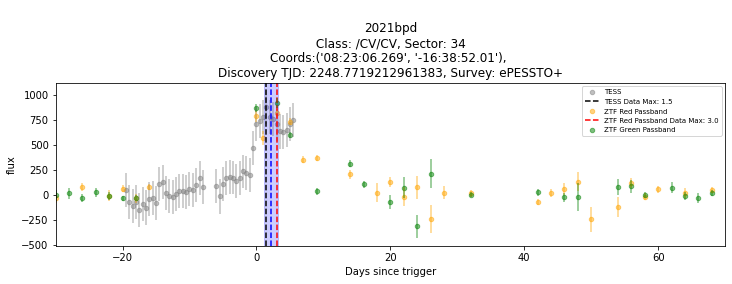 2021bpd
Class: /CV/CV, Sector: 34
Coords:('08:23:06.269', '-16:38:52.01'),
Discovery TJD: 2248.7719212961383, Survey: ePESSTO+
1000
750
500
250
0
−250
−500
flux
TESS
TESS Data Max: 1.5
ZTF Red Passband
ZTF Red Passband Data Max: 3.0
ZTF Green Passband
−20
0
20
40
60
Days since trigger